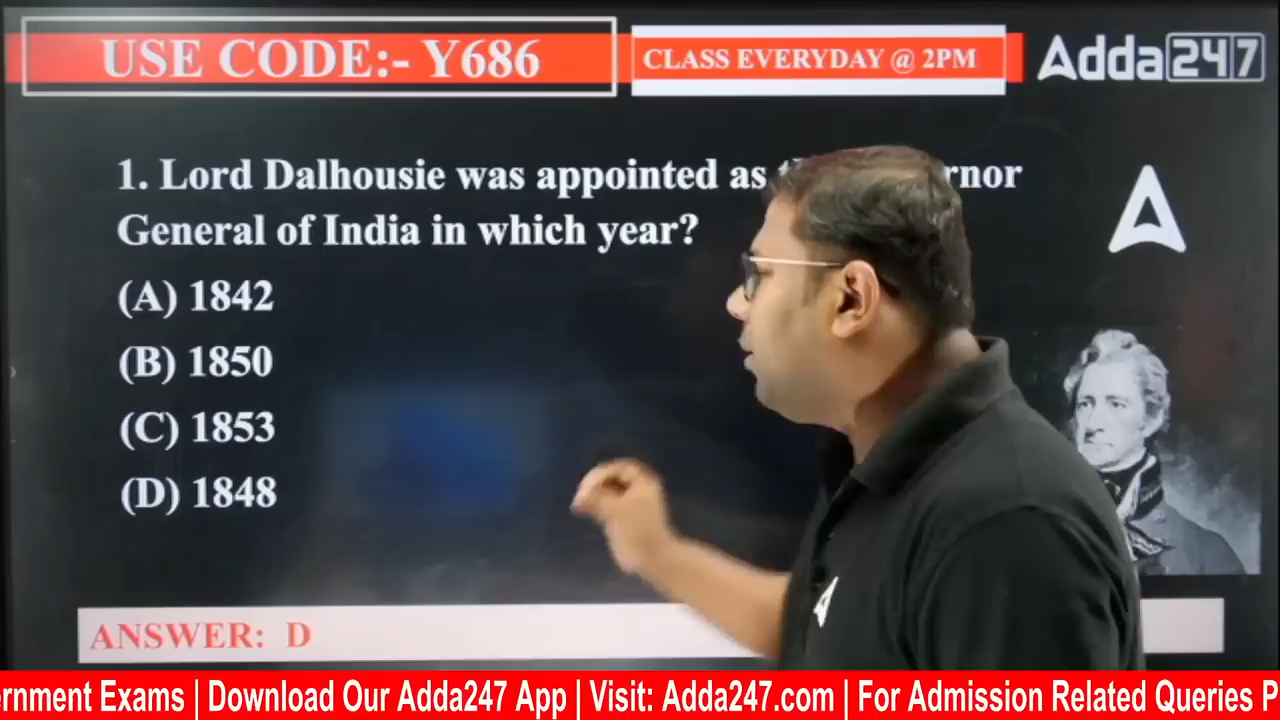 USE CODE:- Y686
CLASS EVERYDAY @ 2PM
Adda247
1. Lord Dalhousie was appointed as
General of India in which year?
(A) 1842
(B) 1850
(C) 1853
(D) 1848
ANSWER: D
Exams | Download Our Adda247 App | Visit: Adda247.com | For Admission Related Queries